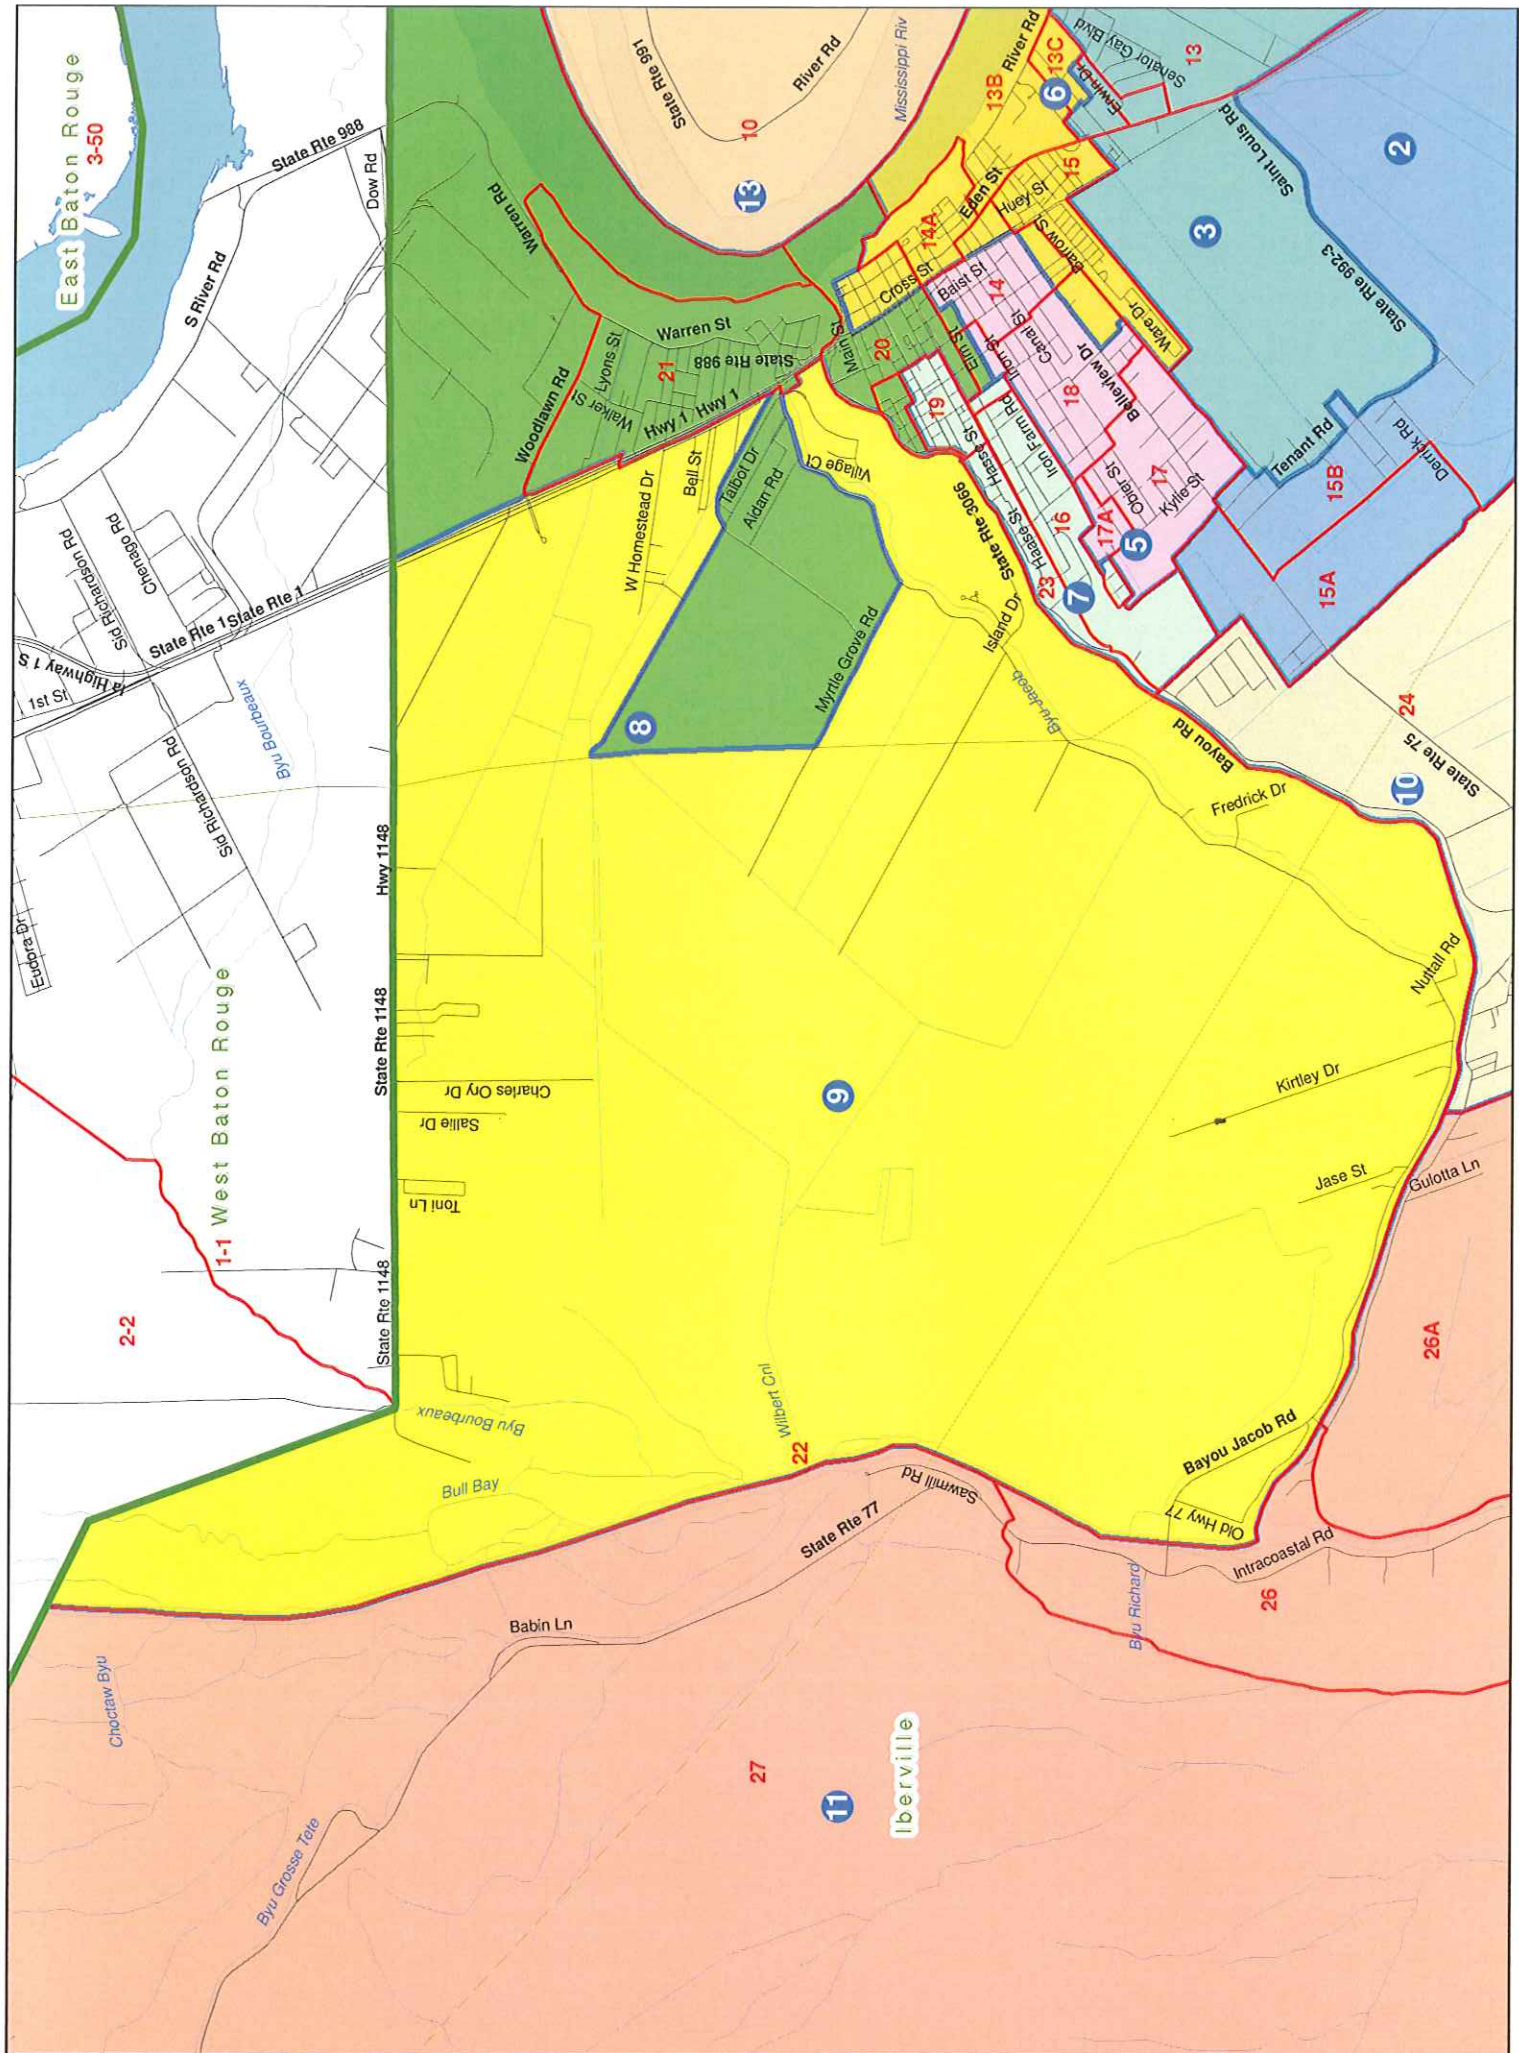 East Baton Rouge
3-50
State Rte 988
Dow Rd
S River Rd
Sid Richardson Rd
Chenago Rd
State Rte 1
State Rte 1
la Highway 1 S
1st St
Byu Bourbeaux
Sid Richardson Rd
Eudora Dr
West Baton Rouge
1-1
2-2
Hwy 1148
State Rte 1148
State Rte 1148
State Rte 991
River Rd
10
13
Mississippi Riv
Warren Rd
Woodlawn Rd
Lyons St
Warren St
Walker St
21
State Rte 988
Hwy 1
Hwy 1
Main St
W Homestead Dr
Bell St
Talbot Dr
Aidan Rd
Village Ct
Myrtle Grove Rd
8
River Rd
13B
13C
6
Erwin Dr
Senator Gay Blvd
13
Eden St
14A
15
Huey St
Cross St
Baist St
14
Barrow St
20
Elm St
Iron St
Canal St
Ware Dr
Belleview Dr
18
19
Haase St
Iron Farm Rd
Haase St
16
17A
Obier St
17
Kylie St
5
7
23
State Rte 3066
Island Dr
Byu Jacob
Saint Louis Rd
2
3
State Rte 992-3
Tenant Rd
Derrick Rd
15B
15A
24
State Rte 75
10
Bayou Rd
Fredrick Dr
Nuttall Rd
Kirtley Dr
Jase St
Gulotta Ln
Charles Ory Dr
Sallie Dr
Toni Ln
9
Byu Bourbeaux
Bull Bay
Wilbert Cnl
22
Sawmill Rd
State Rte 77
Bayou Jacob Rd
Old Hwy 77
Intracoastal Rd
26A
26
Byu Richard
Babin Ln
Choctaw Byu
Byu Grosse Tete
27
11
Iberville